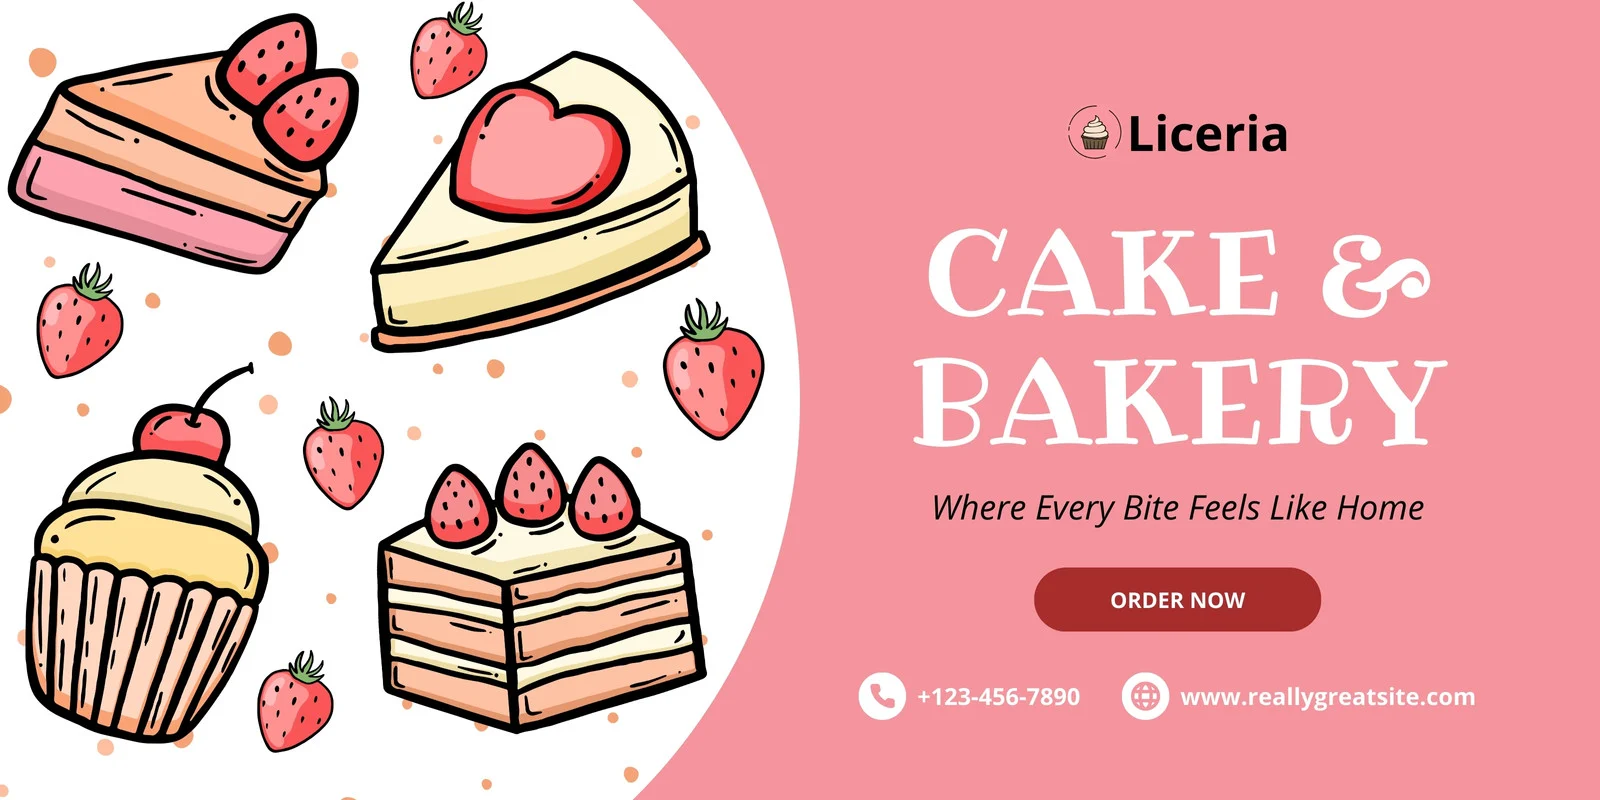 Liceria
CAKE &
BAKERY
Where Every Bite Feels Like Home
ORDER NOW
+123-456-7890
www.reallygreatsite.com